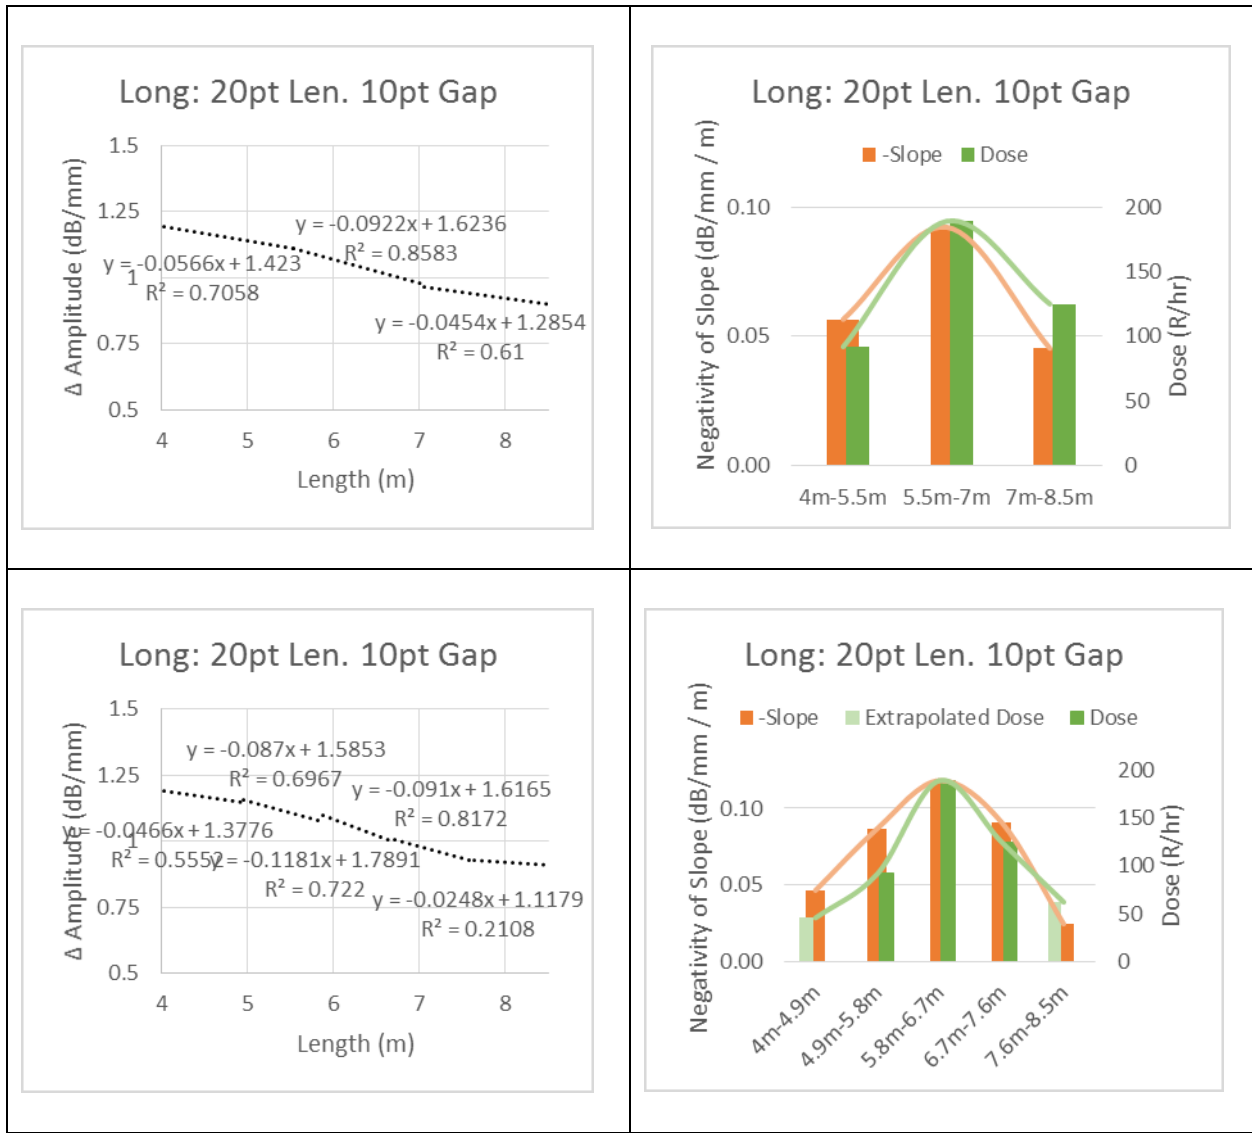 Long: 20pt Len. 10pt Gap
Δ Amplitude (dB/mm)
1.5
1.25
1
0.75
0.5
y = -0.0922x + 1.6236
R² = 0.8583
y = -0.0566x + 1.423
R² = 0.7058
y = -0.0454x + 1.2854
R² = 0.61
4 5 6 7 8
Length (m)
Long: 20pt Len. 10pt Gap
-Slope Dose
Negativity of Slope (dB/mm / m)
0.10
0.05
0.00
200
150
100
50
0
Dose (R/hr)
4m-5.5m 5.5m-7m 7m-8.5m
Long: 20pt Len. 10pt Gap
Δ Amplitude (dB/mm)
1.5
1.25
1
0.75
0.5
y = -0.087x + 1.5853
R² = 0.6967
y = -0.091x + 1.6165
R² = 0.8172
y = -0.0466x + 1.3776
R² = 0.5552
y = -0.1181x + 1.7891
R² = 0.722
y = -0.0248x + 1.1179
R² = 0.2108
4 5 6 7 8
Length (m)
Long: 20pt Len. 10pt Gap
-Slope Extrapolated Dose Dose
Negativity of Slope (dB/mm / m)
0.10
0.05
0.00
200
150
100
50
0
Dose (R/hr)
4m-4.9m
4.9m-5.8m
5.8m-6.7m
6.7m-7.6m
7.6m-8.5m